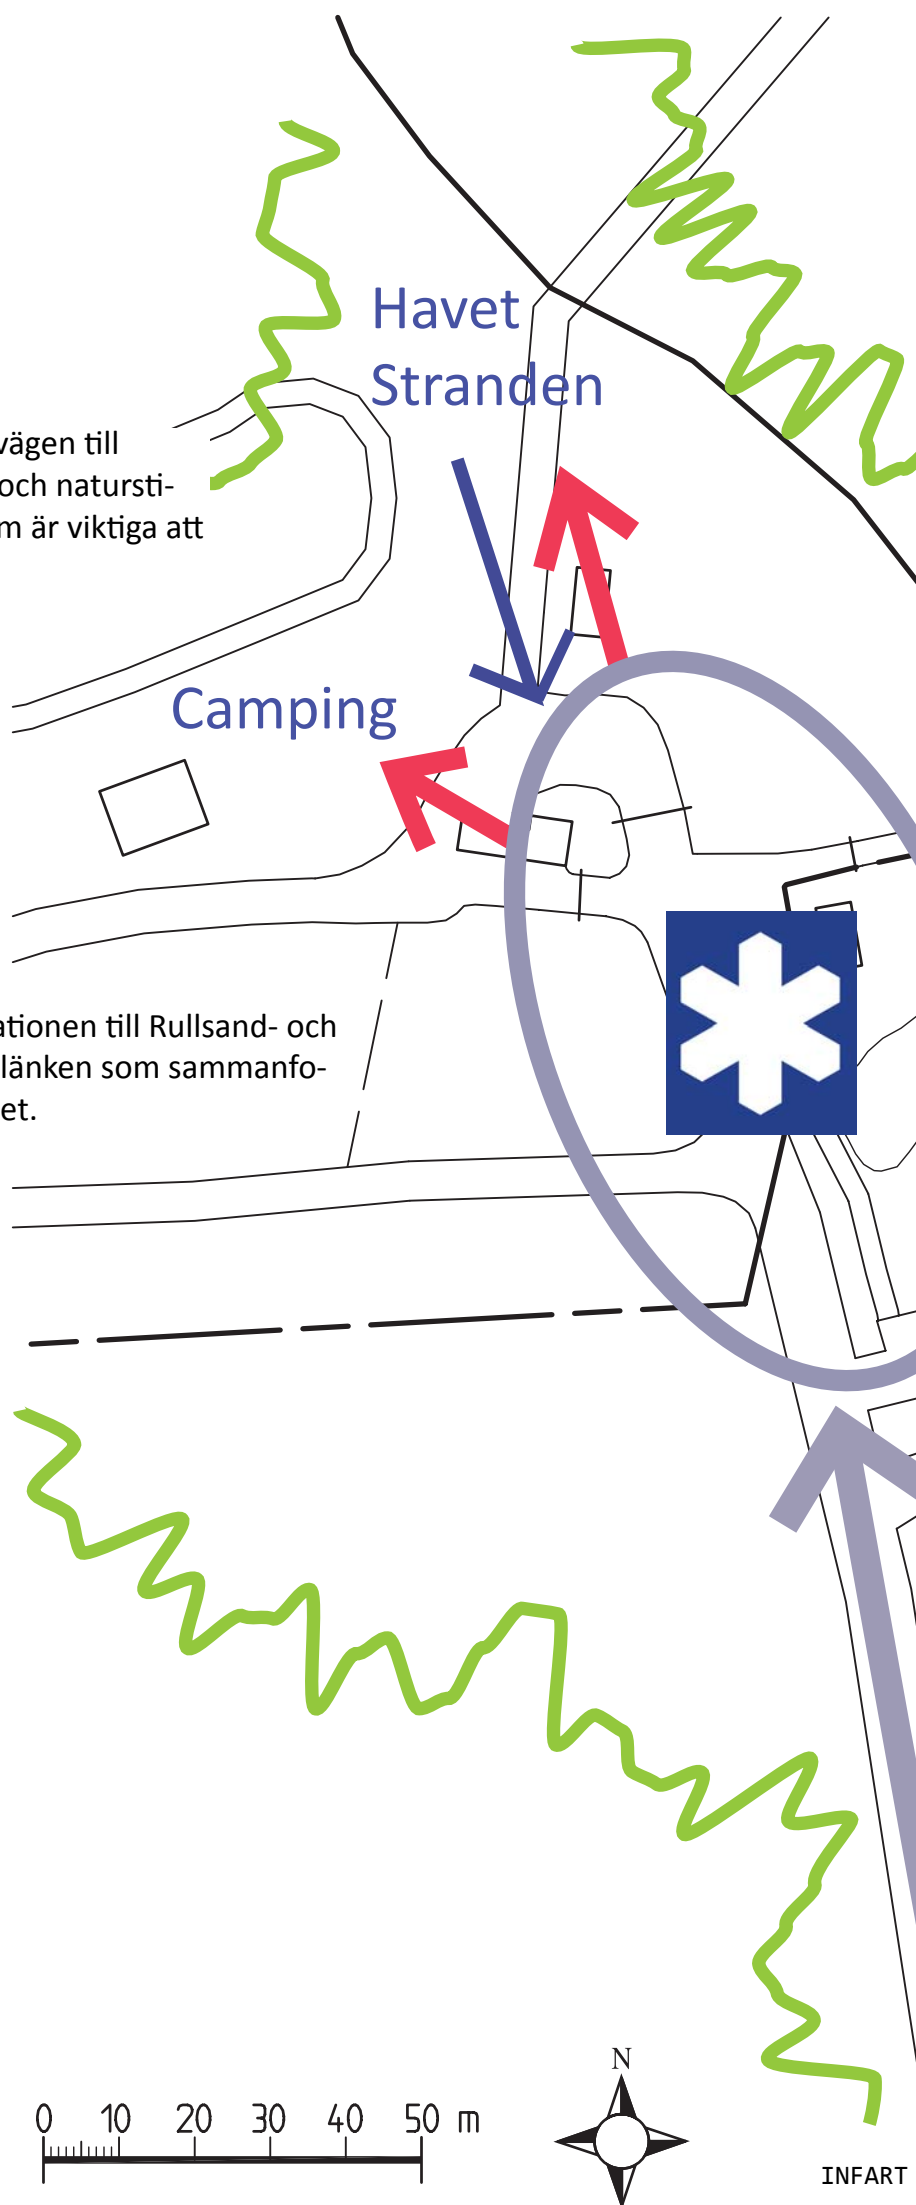 Havet
Stranden
vägen till
och natursti-
m är viktiga att
Camping
ationen till Rullsand- och
länken som sammanfo-
et.
N
0 10 20 30 40 50 m
INFART